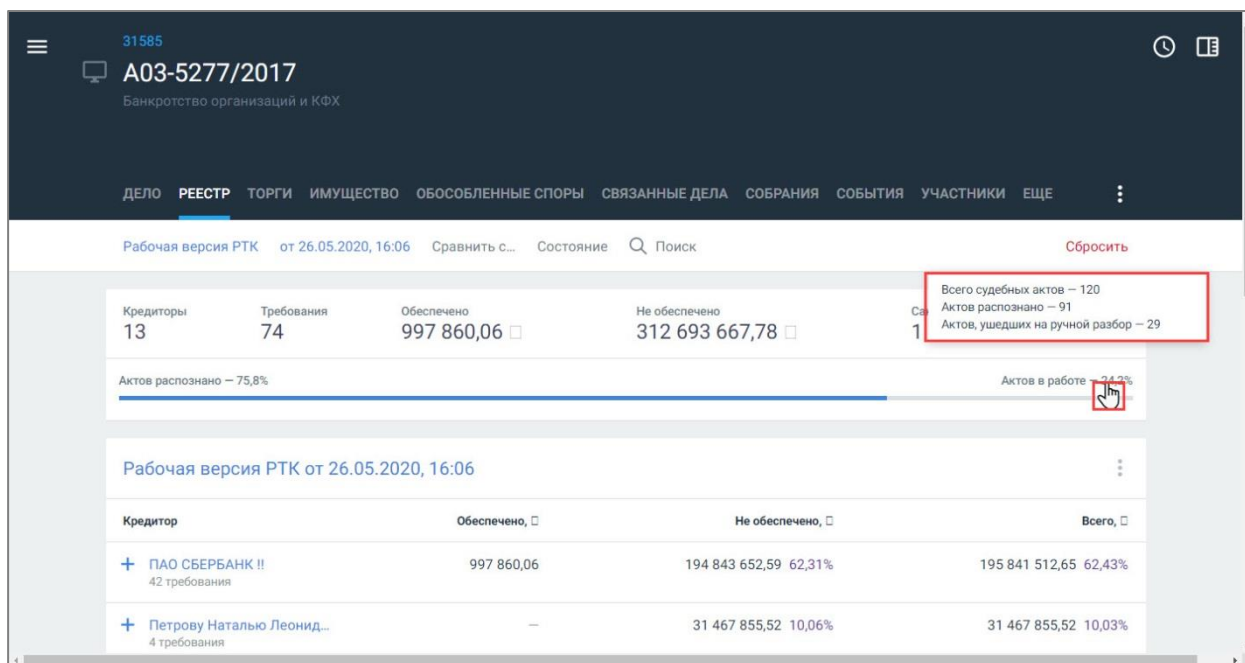 31585
А03-5277/2017
Банкротство организаций и КФХ
ДЕЛО РЕЕСТР ТОРГИ ИМУЩЕСТВО ОБОСОБЛЕННЫЕ СПОРЫ СВЯЗАННЫЕ ДЕЛА СОБРАНИЯ СОБЫТИЯ УЧАСТНИКИ ЕЩЕ
Рабочая версия РТК от 26.05.2020, 16:06 Сравнить с... Состояние Поиск Сбросить
Всего судебных актов — 120
Актов распознано — 91
Актов, ушедших на ручной разбор — 29
Кредиторы Требования Обеспечено Не обеспечено
13 74 997 860,06 312 693 667,78 1
Актов распознано — 75,8% Актов в работе — 24,2%
Рабочая версия РТК от 26.05.2020, 16:06
Кредитор Обеспечено, Не обеспечено, Всего,
+ ПАО СБЕРБАНК !! 997 860,06 194 843 652,59 62,31% 195 841 512,65 62,43%
42 требования
+ Петрову Наталью Леонид... — 31 467 855,52 10,06% 31 467 855,52 10,03%
4 требования